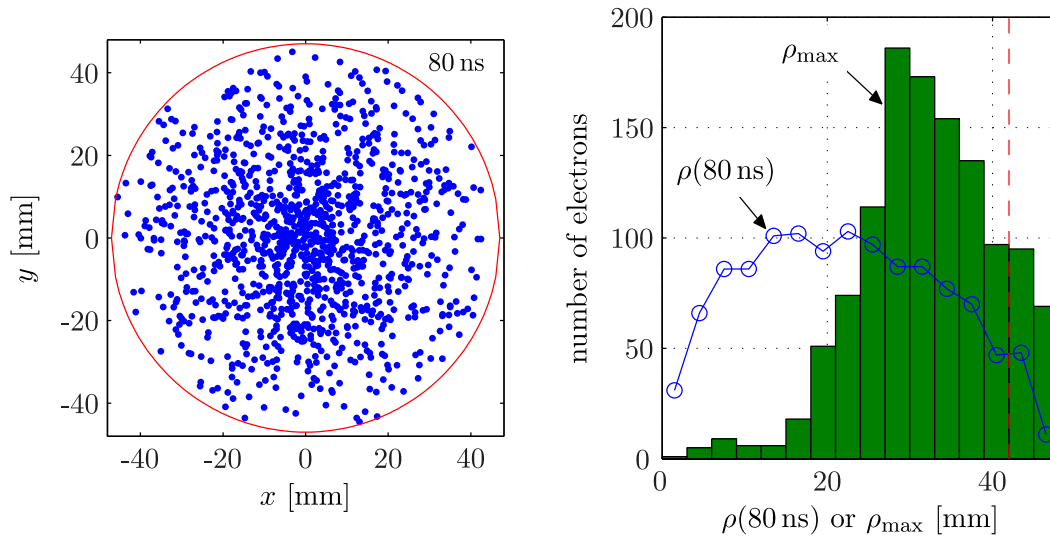 80 ns
40
20
0
-20
-40
y [mm]
-40 -20 0 20 40
x [mm]
200
150
100
50
0
number of electrons
ρmax
ρ(80 ns)
0 20 40
ρ(80 ns) or ρmax [mm]